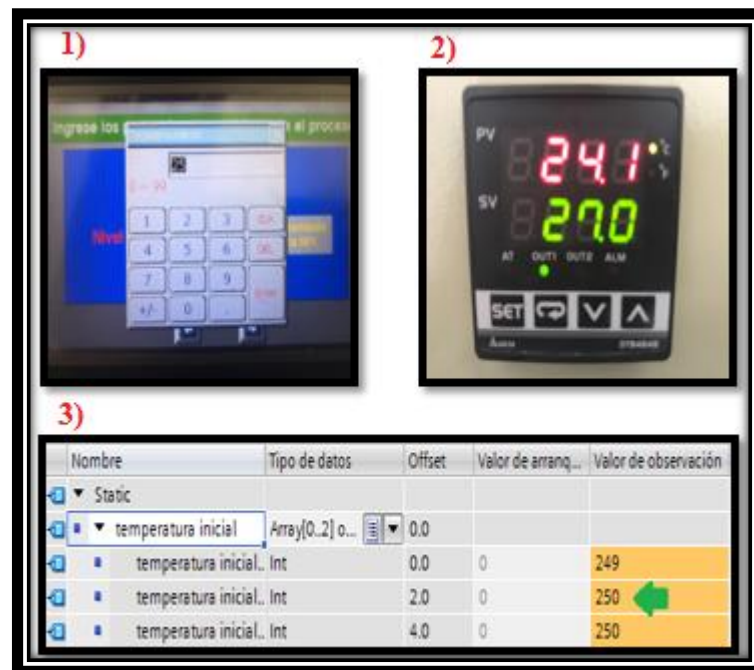 1)
2)
Ingrese los
el proceso
Nivel
0 ~ 99
1 2 3
4 5 6
7 8 9
+/- 0 .
PV
24.1 °C
°F
SV
27.0
AT OUT1 OUT2 ALM
SET
3)
Nombre Tipo de datos Offset Valor de arranq... Valor de observación
Static
temperatura inicial Array[0..2] o... 0.0
temperatura inicial.. Int 0.0 0 249
temperatura inicial.. Int 2.0 0 250
temperatura inicial.. Int 4.0 0 250